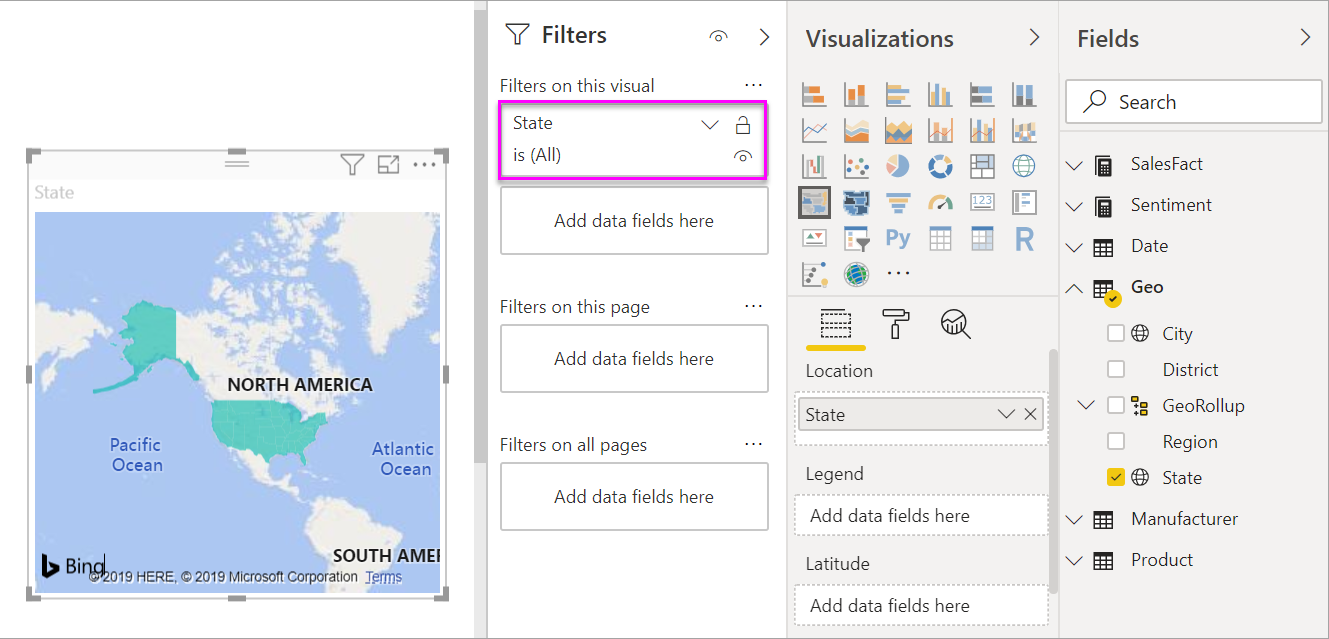 State
NORTH AMERICA
Pacific
Ocean
Atlantic
Ocean
SOUTH AMER
Bing
© 2019 HERE, © 2019 Microsoft Corporation Terms
Filters
Filters on this visual
State
is (All)
Add data fields here
Filters on this page
Add data fields here
Filters on all pages
Add data fields here
Visualizations
123
Py
R
Location
State
Legend
Add data fields here
Latitude
Add data fields here
Fields
Search
SalesFact
Sentiment
Date
Geo
City
District
GeoRollup
Region
State
Manufacturer
Product